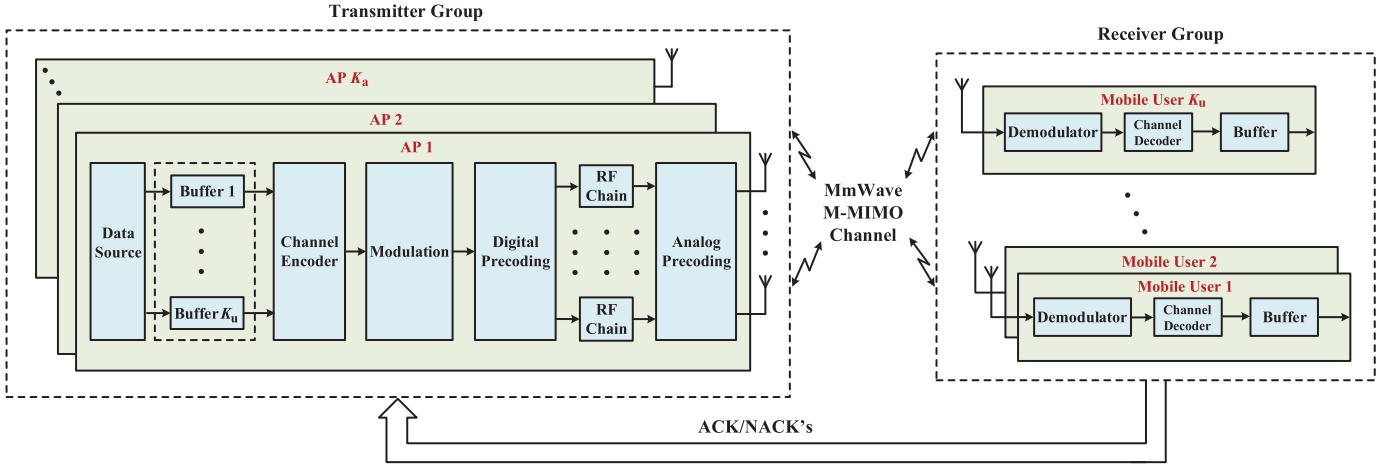 Transmitter Group
AP Ka
AP 2
AP 1
Data
Source
Buffer 1
Buffer Ku
Channel
Encoder
Modulation
Digital
Precoding
RF
Chain
RF
Chain
Analog
Precoding
MmWave
M-MIMO
Channel
Receiver Group
Mobile User Ku
Demodulator
Channel
Decoder
Buffer
Mobile User 2
Mobile User 1
Demodulator
Channel
Decoder
Buffer
ACK/NACK's